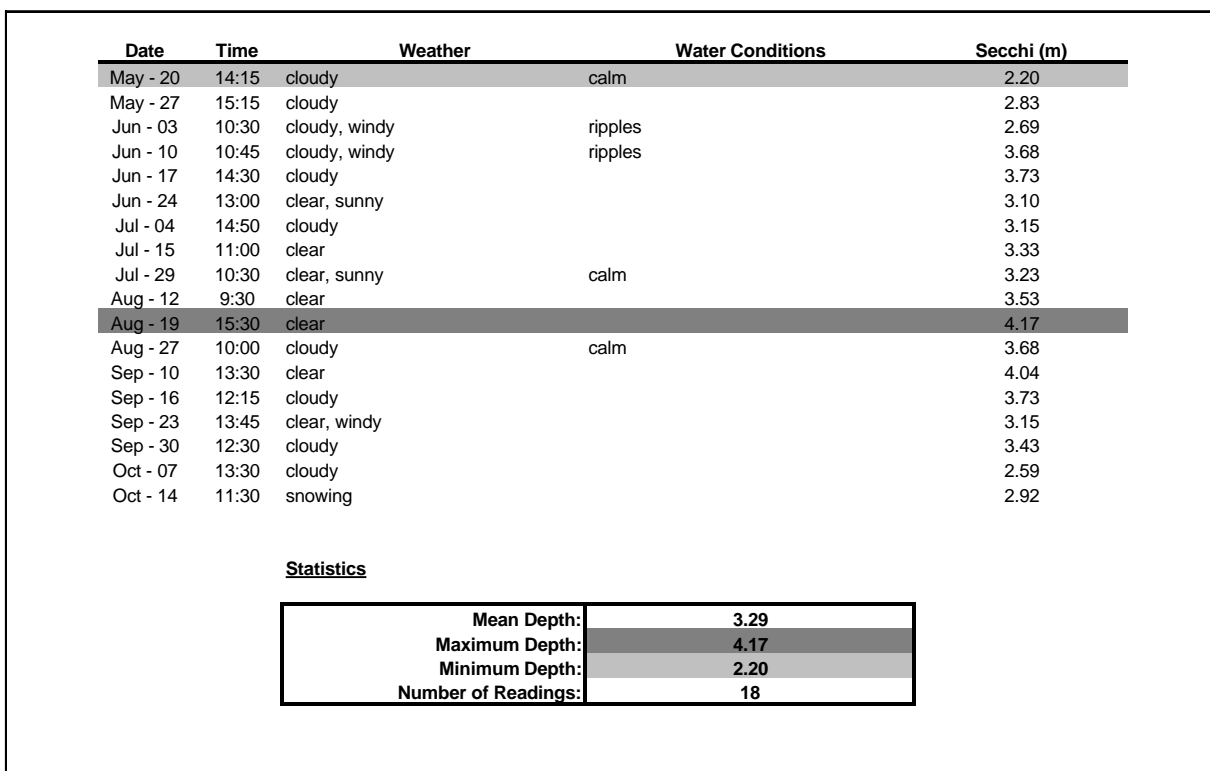 Date Time Weather Water Conditions Secchi (m)
May - 20 14:15 cloudy calm 2.20
May - 27 15:15 cloudy 2.83
Jun - 03 10:30 cloudy, windy ripples 2.69
Jun - 10 10:45 cloudy, windy ripples 3.68
Jun - 17 14:30 cloudy 3.73
Jun - 24 13:00 clear, sunny 3.10
Jul - 04 14:50 cloudy 3.15
Jul - 15 11:00 clear 3.33
Jul - 29 10:30 clear, sunny calm 3.23
Aug - 12 9:30 clear 3.53
Aug - 19 15:30 clear 4.17
Aug - 27 10:00 cloudy calm 3.68
Sep - 10 13:30 clear 4.04
Sep - 16 12:15 cloudy 3.73
Sep - 23 13:45 clear, windy 3.15
Sep - 30 12:30 cloudy 3.43
Oct - 07 13:30 cloudy 2.59
Oct - 14 11:30 snowing 2.92
Statistics
Mean Depth: 3.29
Maximum Depth: 4.17
Minimum Depth: 2.20
Number of Readings: 18